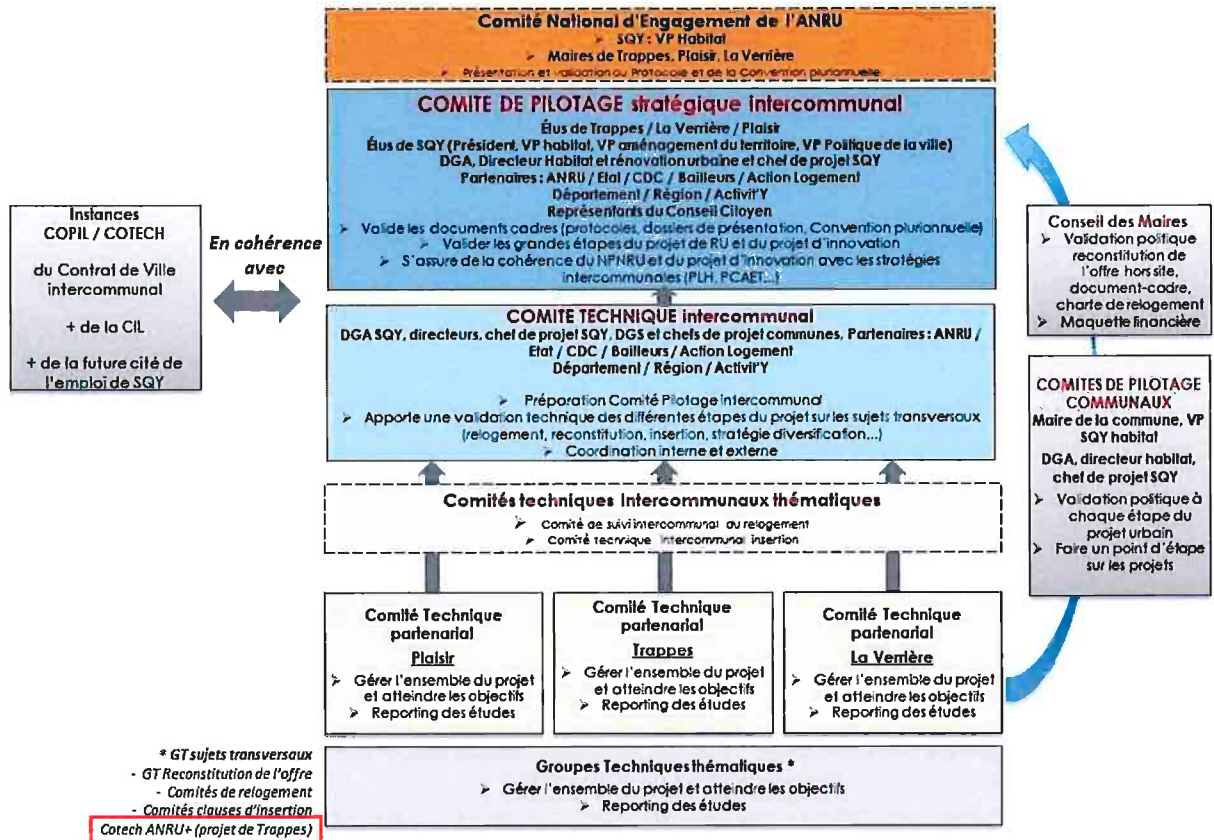 Comité National d'Engagement de l'ANRU
➢ SQY : VP Habitat
➢ Maires de Trappes, Plaisir, La Verrière
➢ Présentation et validation du Protocole et de la Convention pluriannuelle
COMITE DE PILOTAGE stratégique intercommunal
Élus de Trappes / La Verrière / Plaisir
Élus de SQY (Président, VP habitat, VP aménagement du territoire, VP Politique de la ville)
DGA, Directeur Habitat et rénovation urbaine et chef de projet SQY
Partenaires : ANRU / Etat / CDC / Bailleurs / Action Logement
Département / Région / Activit'Y
Représentants du Conseil Citoyen
➢ Valide les documents cadres (protocoles, dossiers de présentation, Convention pluriannuelle)
➢ Valider les grandes étapes du projet de RU et du projet d'innovation
➢ S'assure de la cohérence du NPNRU et du projet d'innovation avec les stratégies
intercommunales (PLH, PCAET...)
Instances
COPIL / COTECH
du Contrat de Ville
intercommunal
+ de la CIL
+ de la future cité de
l'emploi de SQY
En cohérence
avec
COMITE TECHNIQUE intercommunal
DGA SQY, directeurs, chef de projet SQY, DGS et chefs de projet communes, Partenaires : ANRU /
Etat / CDC / Bailleurs / Action Logement
Département / Région / Activit'Y
➢ Préparation Comité Pilotage intercommunal
➢ Apporte une validation technique des différentes étapes du projet sur les sujets transversaux
(relogement, reconstitution, insertion, stratégie diversification...)
➢ Coordination interne et externe
Conseil des Maires
➢ Validation politique
reconstitution de
l'offre hors site,
document-cadre,
charte de relogement
➢ Maquette financière
COMITES DE PILOTAGE
COMMUNAUX
Maire de la commune, VP
SQY habitat
DGA, directeur habitat,
chef de projet SQY
➢ Validation politique à
chaque étape du
projet urbain
➢ Faire un point d'étape
sur les projets
Comités techniques Intercommunaux thématiques
➢ Comité de suivi intercommunal au relogement
➢ Comité technique Intercommunal insertion
Comité Technique
partenarial
Plaisir
➢ Gérer l'ensemble du projet
et atteindre les objectifs
➢ Reporting des études
Comité Technique
partenarial
Trappes
➢ Gérer l'ensemble du projet
et atteindre les objectifs
➢ Reporting des études
Comité Technique
partenarial
La Verrière
➢ Gérer l'ensemble du projet
et atteindre les objectifs
➢ Reporting des études
Groupes Techniques thématiques *
➢ Gérer l'ensemble du projet et atteindre les objectifs
➢ Reporting des études
* GT sujets transversaux
- GT Reconstitution de l'offre
- Comités de relogement
- Comités clauses d'insertion
Cotech ANRU+ (projet de Trappes)